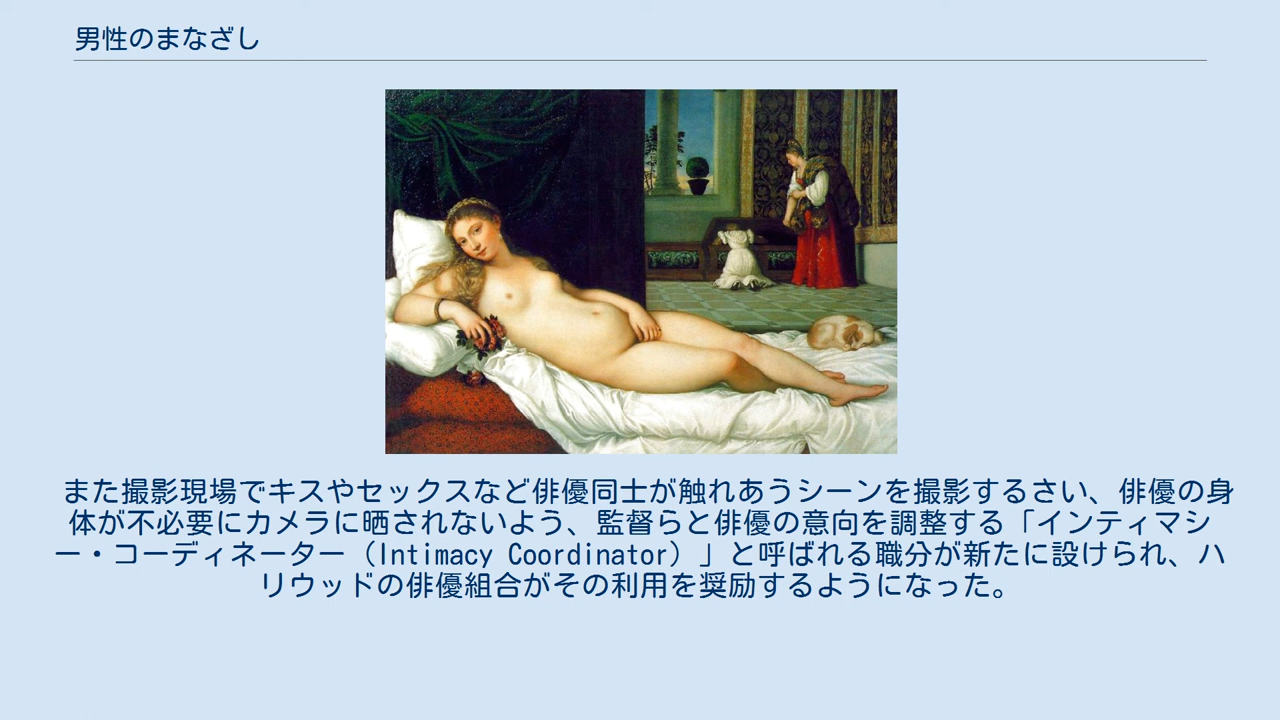 男性のまなざし
また撮影現場でキスやセックスなど俳優同士が触れあうシーンを撮影するさい、俳優の身
体が不必要にカメラに晒されないよう、監督らと俳優の意向を調整する「インティマシ
ー・コーディネーター（Intimacy Coordinator）」と呼ばれる職分が新たに設けられ、ハ
リウッドの俳優組合がその利用を奨励するようになった。